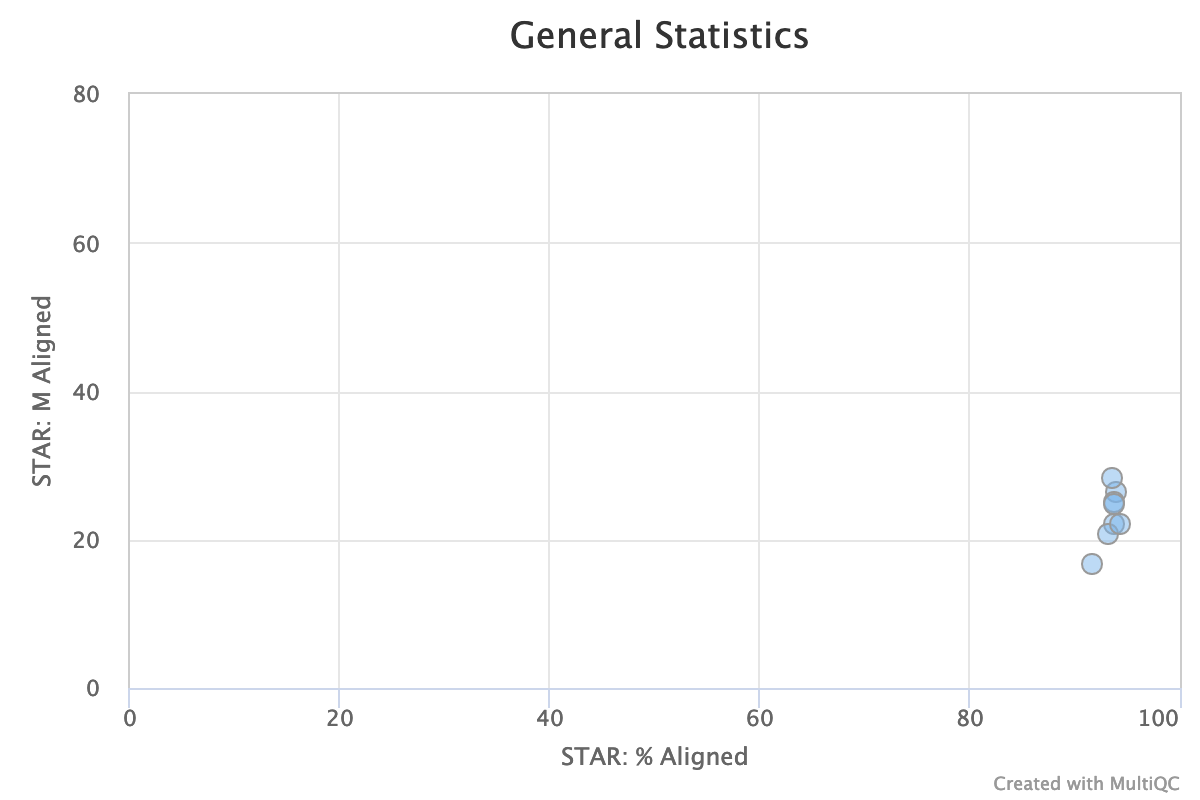 General Statistics
80
60
40
20
0
STAR: M Aligned
0 20 40 60 80 100
STAR: % Aligned
Created with MultiQC